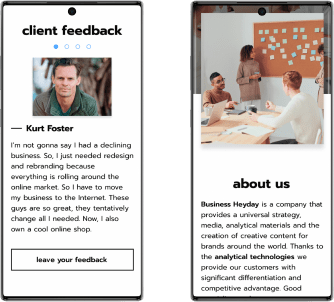 client feedback
Kurt Foster
I'm not gonna say I had a declining
business. So, I just needed redesign
and rebranding because
everything is rolling around the
online market. So I have to move
my business to the Internet. These
guys are so great, they tentatively
change all I needed. Now, I also
own a cool online shop.
leave your feedback
about us
Business Heyday is a company that
provides a universal strategy,
media, analytical materials and the
creation of creative content for
brands around the world. Thanks to
the analytical technologies we
provide our customers with
significant differentiation and
competitive advantage. Good